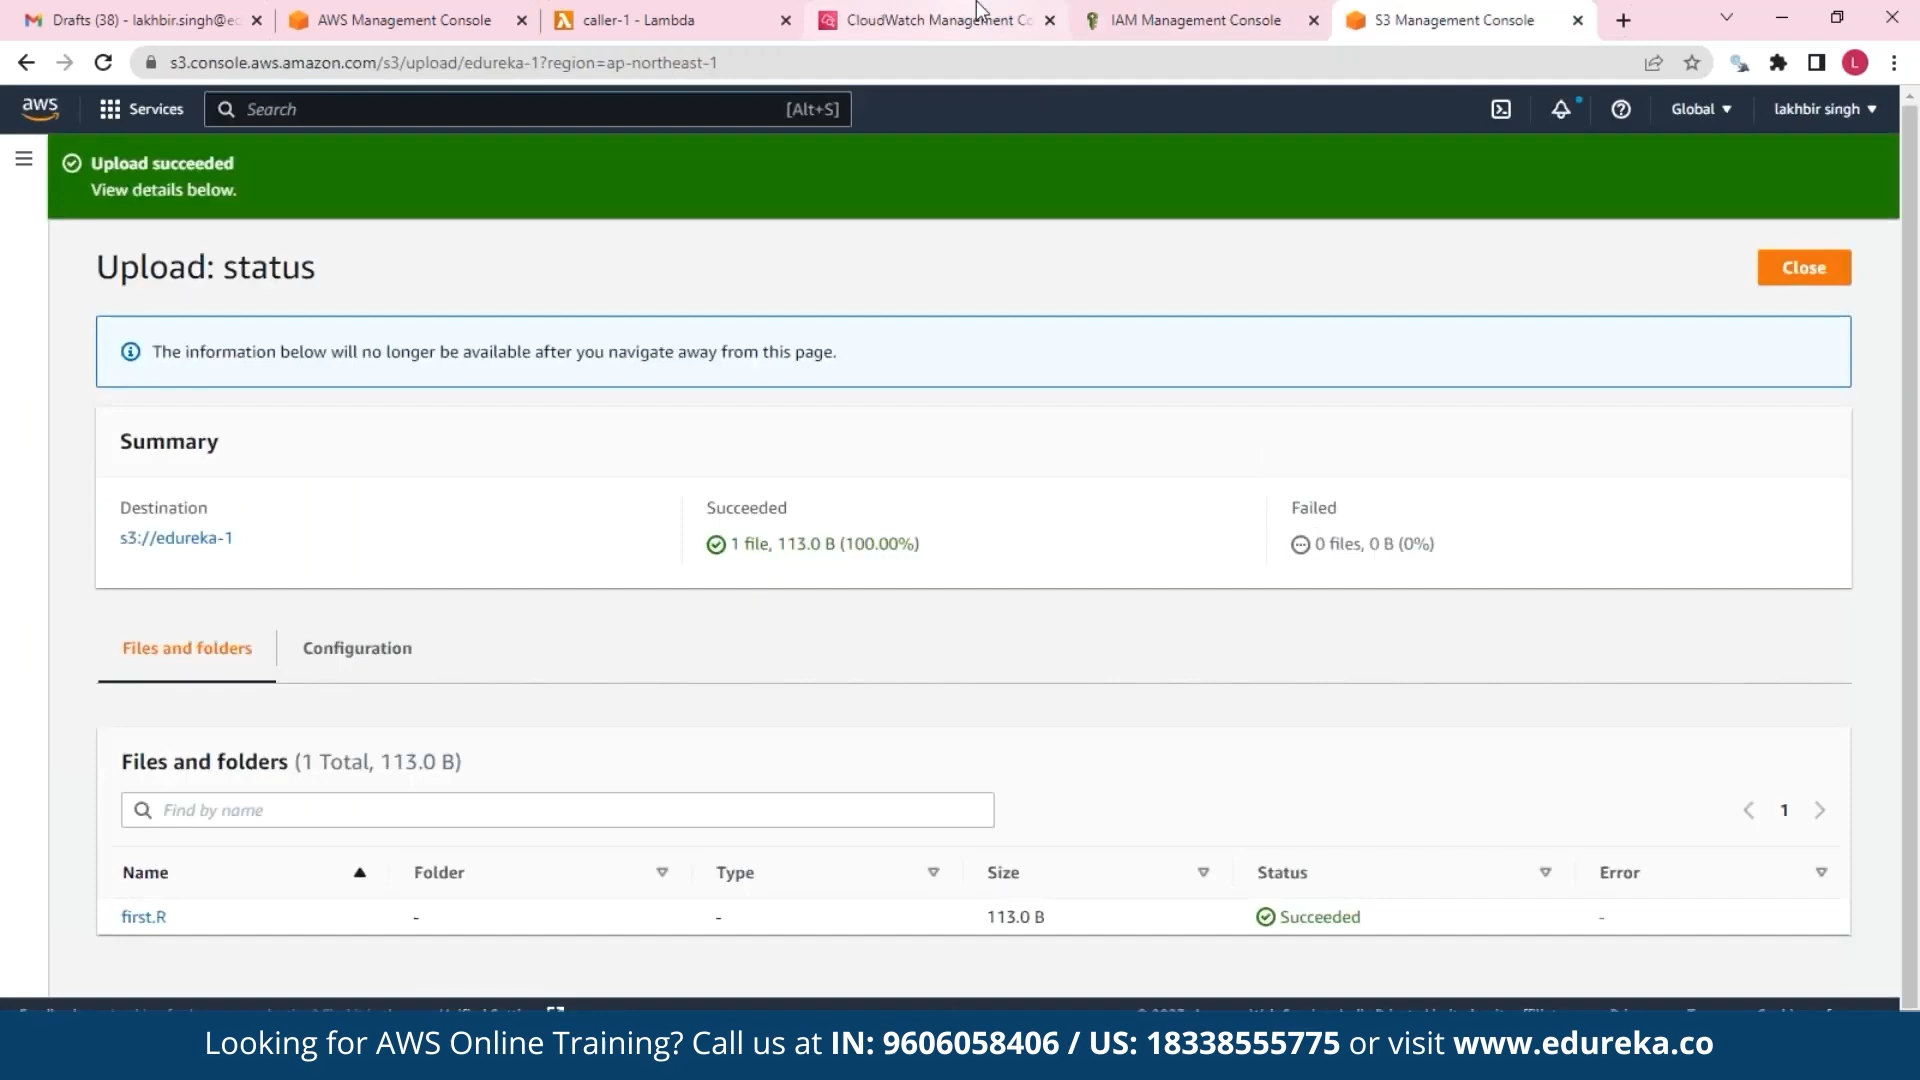 Drafts (38) - lakhbir.singh@ed
AWS Management Console
caller-1 - Lambda
CloudWatch Management Co
IAM Management Console
S3 Management Console
s3.console.aws.amazon.com/s3/upload/edureka-1?region=ap-northeast-1
L
aws
Services
Search
[Alt+S]
Global
lakhbir singh
Upload succeeded
View details below.
Upload: status
Close
The information below will no longer be available after you navigate away from this page.
Summary
Destination
s3://edureka-1
Succeeded
1 file, 113.0 B (100.00%)
Failed
0 files, 0 B (0%)
Files and folders
Configuration
Files and folders (1 Total, 113.0 B)
Find by name
1
Name
Folder
Type
Size
Status
Error
first.R
-
-
113.0 B
Succeeded
-
Looking for AWS Online Training? Call us at IN: 9606058406 / US: 18338555775 or visit www.edureka.co